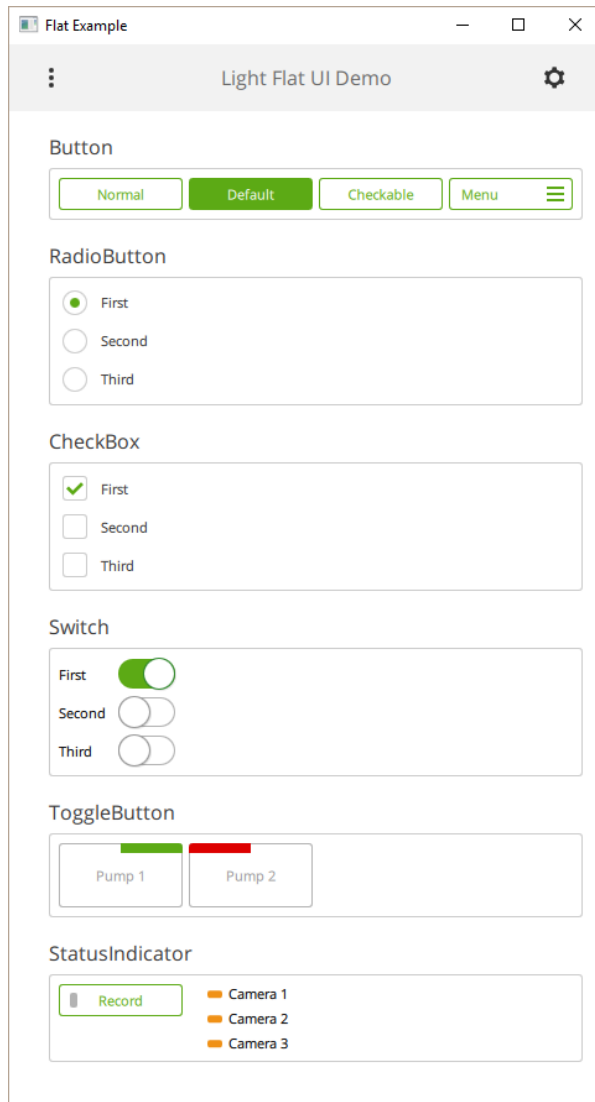 Flat Example
Light Flat UI Demo
Button
Normal Default Checkable Menu
RadioButton
First
Second
Third
CheckBox
First
Second
Third
Switch
First
Second
Third
ToggleButton
Pump 1 Pump 2
StatusIndicator
Record Camera 1
Camera 2
Camera 3